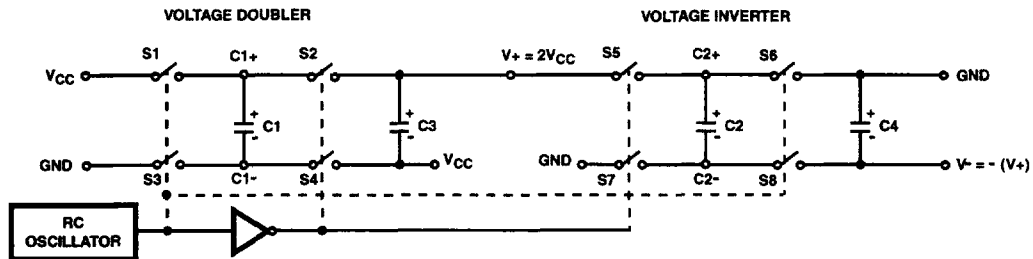 VOLTAGE DOUBLER
VOLTAGE INVERTER
S1
C1+
S2
V+ = 2VCC
S5
C2+
S6
VCC
GND
+
C1
-
+
C3
-
+
C2
-
+
C4
-
GND
S3
C1-
S4
VCC
GND
S7
C2-
S8
V- = - (V+)
RC
OSCILLATOR